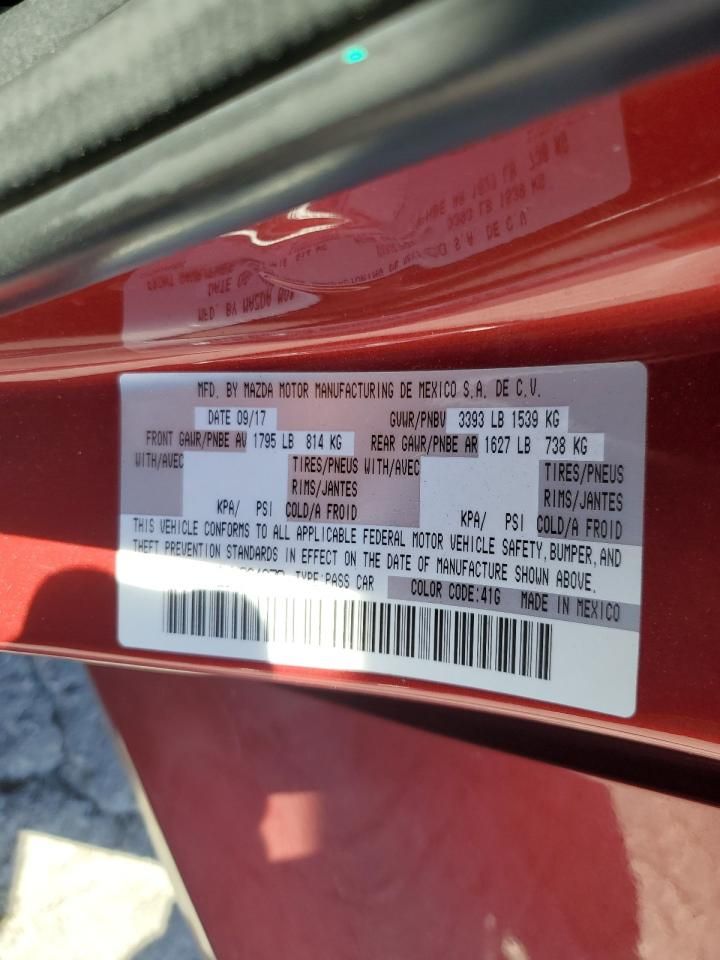 MFD. BY MAZDA MOTOR MANUFACTURING DE MEXICO S.A. DE C.V.
DATE 09/17 GVWR/PNBV 3393 LB 1539 KG
FRONT GAWR/PNBE AV 1795 LB 814 KG REAR GAWR/PNBE AR 1627 LB 738 KG
WITH/AVEC TIRES/PNEUS WITH/AVEC TIRES/PNEUS
RIMS/JANTES RIMS/JANTES
KPA/ PSI COLD/A FROID KPA/ PSI COLD/A FROID
THIS VEHICLE CONFORMS TO ALL APPLICABLE FEDERAL MOTOR VEHICLE SAFETY, BUMPER, AND
THEFT PREVENTION STANDARDS IN EFFECT ON THE DATE OF MANUFACTURE SHOWN ABOVE.
TYPE:PASS CAR COLOR CODE:41G MADE IN MEXICO